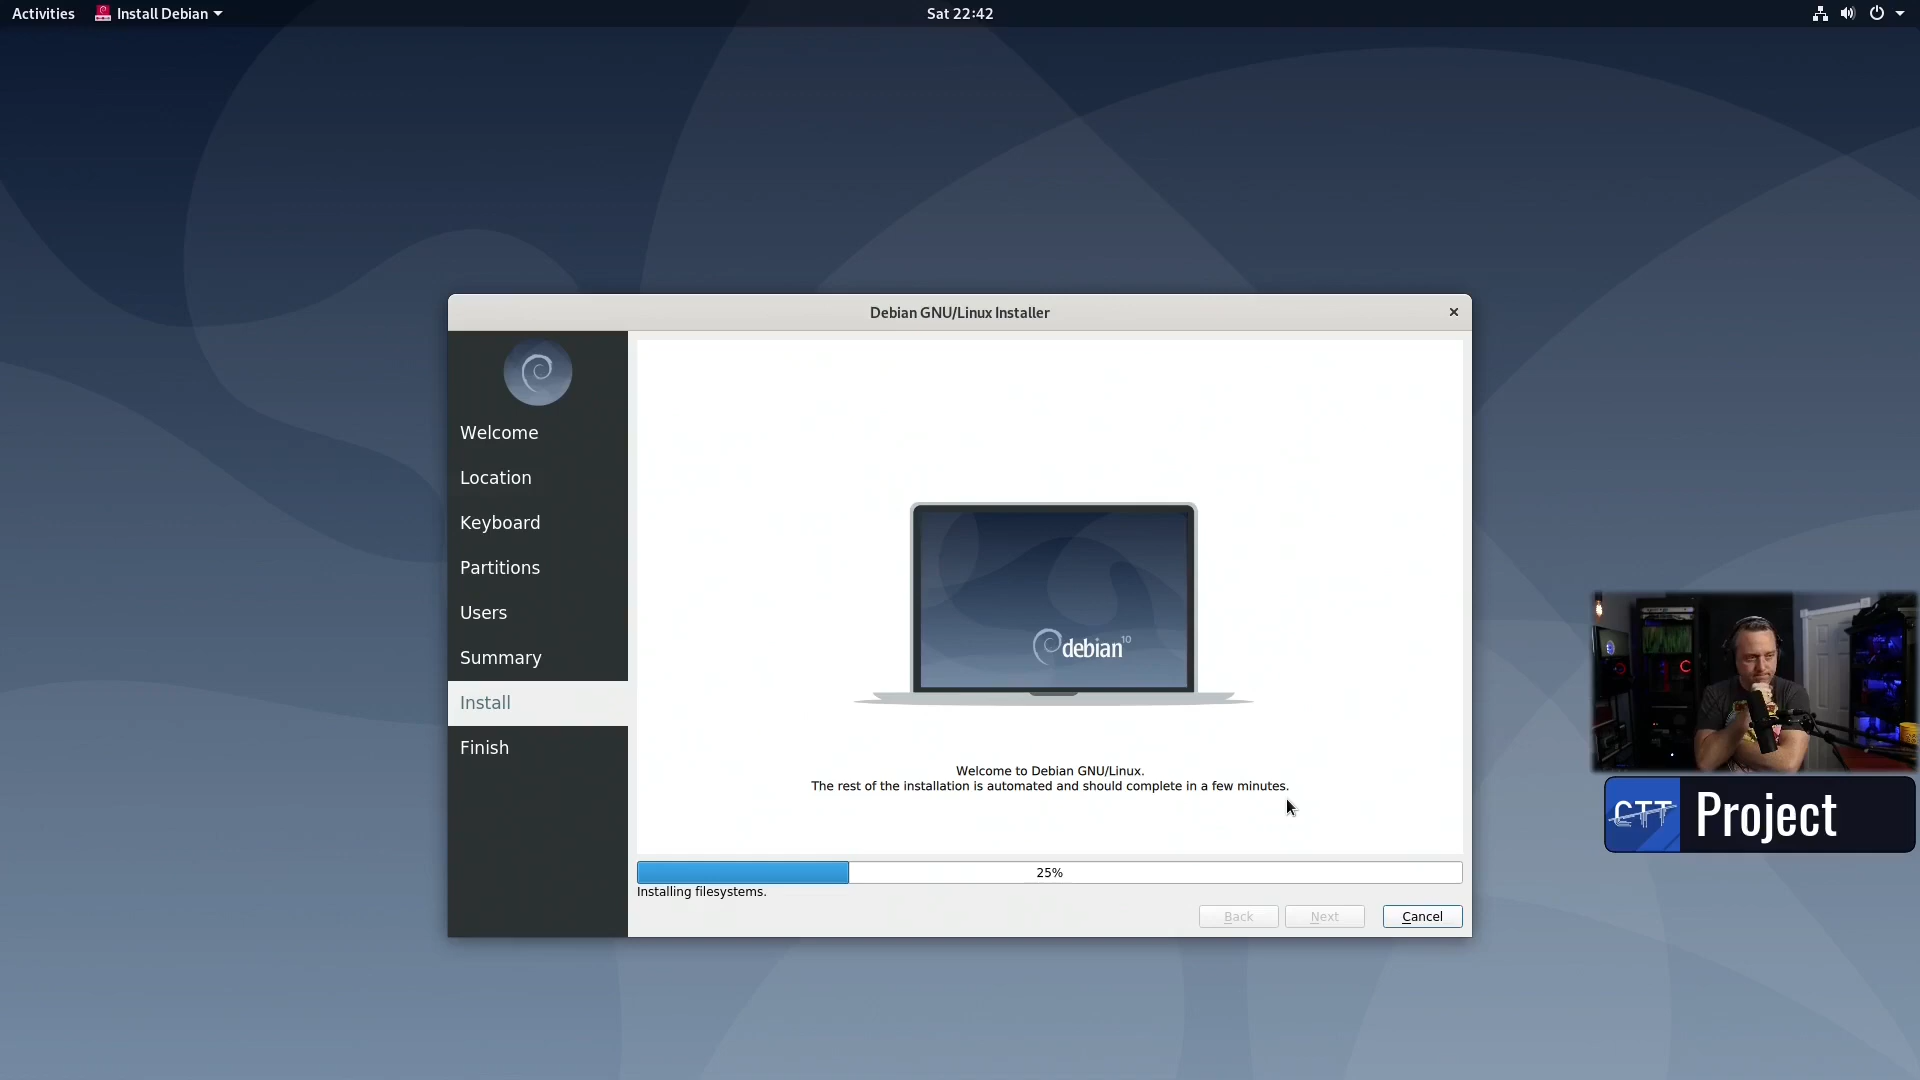 Activities
Install Debian
Sat 22:42
Debian GNU/Linux Installer
Welcome
Location
Keyboard
Partitions
Users
Summary
Install
Finish
debian 10
Welcome to Debian GNU/Linux.
The rest of the installation is automated and should complete in a few minutes.
25%
Installing filesystems.
Back
Next
Cancel
CTT
Project